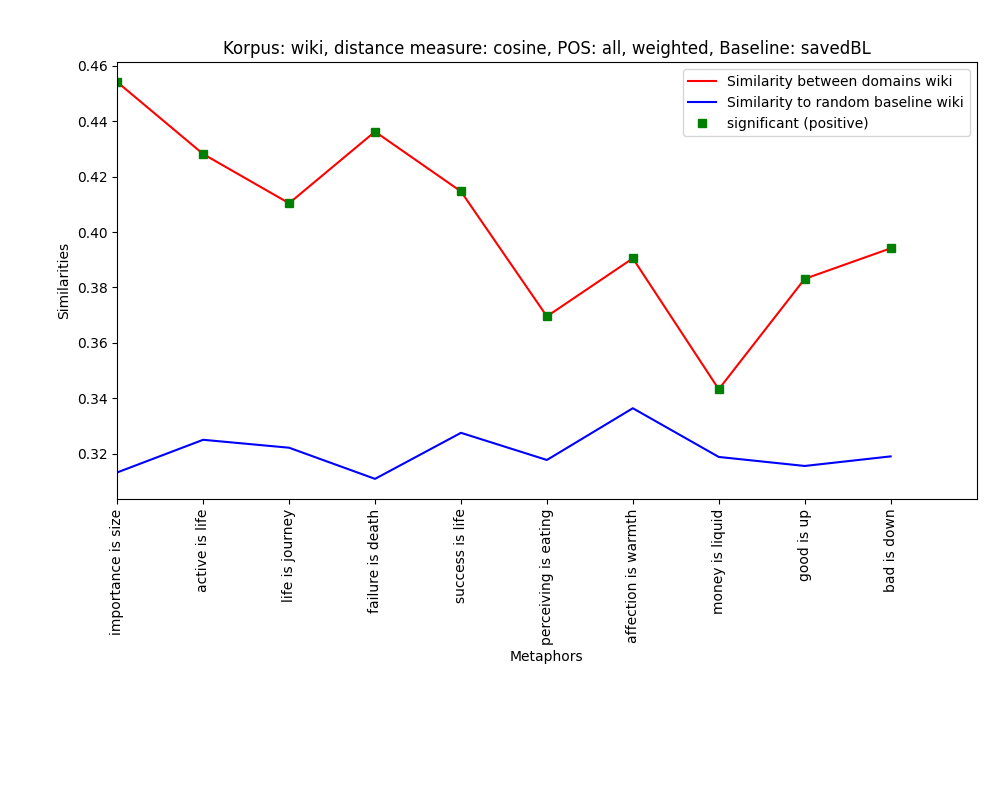 Korpus: wiki, distance measure: cosine, POS: all, weighted, Baseline: savedBL
Similarity between domains wiki
Similarity to random baseline wiki
significant (positive)
0.46
0.44
0.42
0.40
0.38
0.36
0.34
0.32
Similarities
importance is size
active is life
life is journey
failure is death
success is life
perceiving is eating
affection is warmth
money is liquid
good is up
bad is down
Metaphors